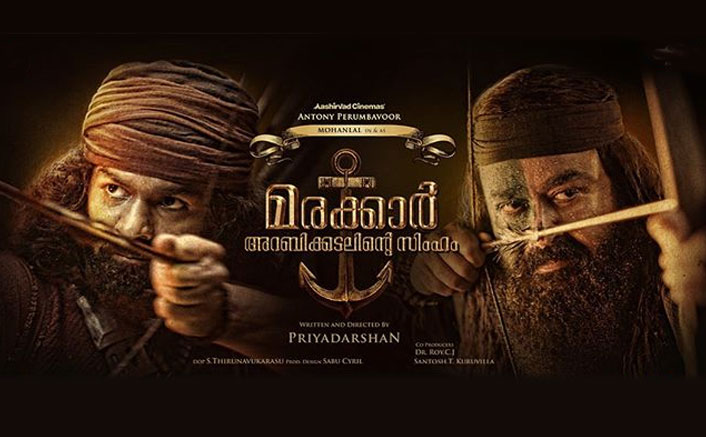 Aashirvad Cinemas
Antony Perumbavoor
Mohanlal in & as
മരക്കാർ
അറബിക്കടലിന്റെ സിംഹം
Written and Directed By
Priyadarshan
DOP S.Thirunavukarasu Prod. Design Sabu Cyril
Co Producers
Dr. Roy.C.J
Santosh T. Kuruvilla